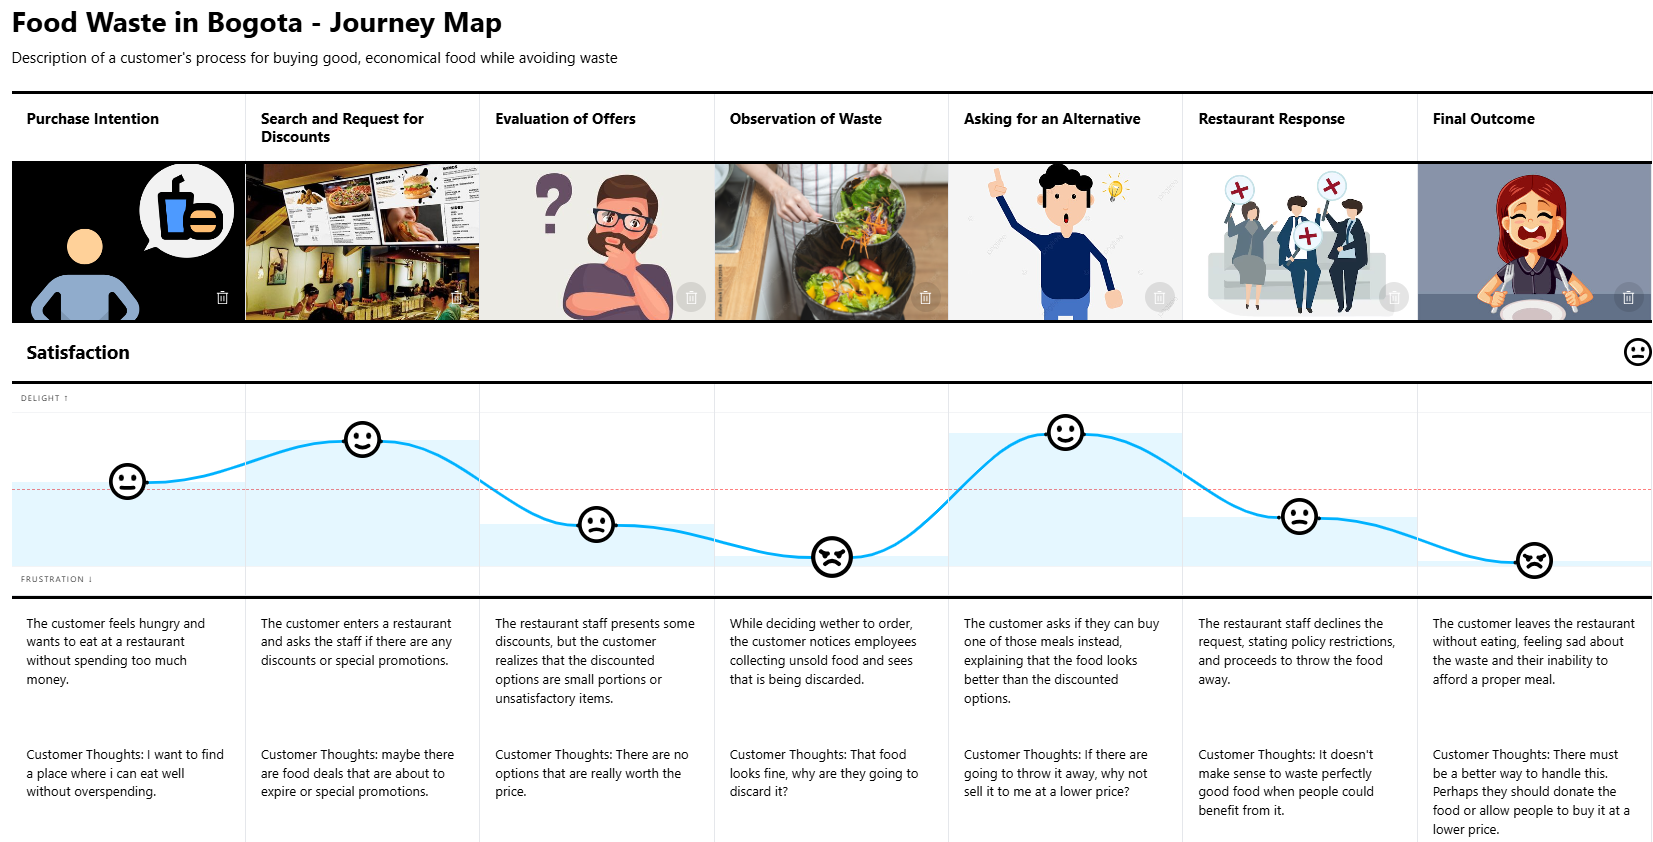 Food Waste in Bogota - Journey Map
Description of a customer's process for buying good, economical food while avoiding waste
Purchase Intention
Search and Request for
Discounts
Evaluation of Offers
Observation of Waste
Asking for an Alternative
Restaurant Response
Final Outcome
?
Satisfaction
DELIGHT ↑
FRUSTRATION ↓
The customer feels hungry and
wants to eat at a restaurant
without spending too much
money.
The customer enters a restaurant
and asks the staff if there are any
discounts or special promotions.
The restaurant staff presents some
discounts, but the customer
realizes that the discounted
options are small portions or
unsatisfactory items.
While deciding wether to order,
the customer notices employees
collecting unsold food and sees
that is being discarded.
The customer asks if they can buy
one of those meals instead,
explaining that the food looks
better than the discounted
options.
The restaurant staff declines the
request, stating policy restrictions,
and proceeds to throw the food
away.
The customer leaves the restaurant
without eating, feeling sad about
the waste and their inability to
afford a proper meal.
Customer Thoughts: I want to find
a place where i can eat well
without overspending.
Customer Thoughts: maybe there
are food deals that are about to
expire or special promotions.
Customer Thoughts: There are no
options that are really worth the
price.
Customer Thoughts: That food
looks fine, why are they going to
discard it?
Customer Thoughts: If there are
going to throw it away, why not
sell it to me at a lower price?
Customer Thoughts: It doesn't
make sense to waste perfectly
good food when people could
benefit from it.
Customer Thoughts: There must
be a better way to handle this.
Perhaps they should donate the
food or allow people to buy it at a
lower price.